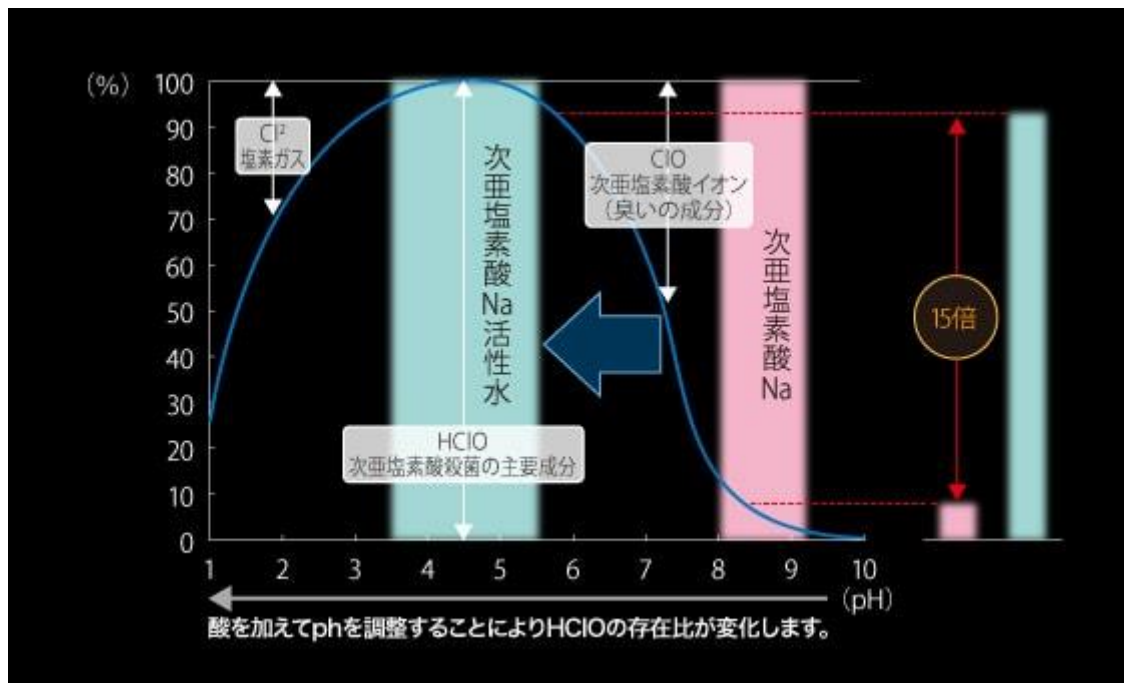 （%）
100
90
80
70
60
50
40
30
20
10
0
Cl²
塩素ガス
次亜塩素酸Na活性水
HClO
次亜塩素酸殺菌の主要成分
ClO
次亜塩素酸イオン
（臭いの成分）
次亜塩素酸Na
15倍
1 2 3 4 5 6 7 8 9 10
（pH）
酸を加えてphを調整することによりHClOの存在比が変化します。